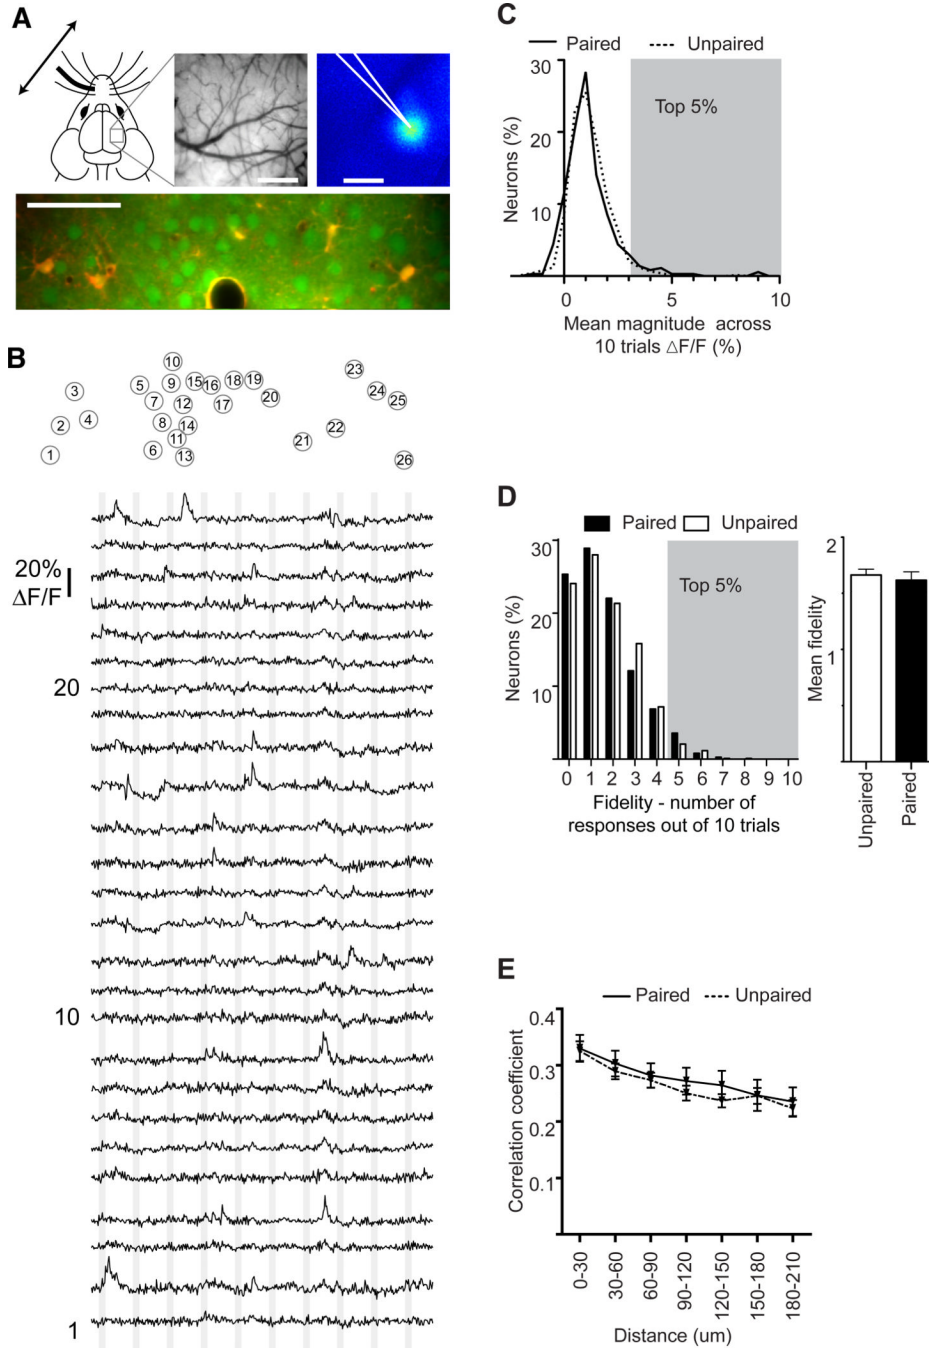 A
B
10
23
3
5
9
15
16
18
19
24
20
25
7
12
17
2
4
8
14
22
11
21
1
6
13
26
20%
ΔF/F
20
10
1
C
Paired
Unpaired
30
20
10
Neurons (%)
Top 5%
0
5
10
Mean magnitude across
10 trials ΔF/F (%)
D
Paired
Unpaired
30
20
10
Neurons (%)
Top 5%
0 1 2 3 4 5 6 7 8 9 10
Fidelity - number of
responses out of 10 trials
2
1
Mean fidelity
Unpaired
Paired
E
Paired
Unpaired
0.4
0.3
0.2
0.1
Correlation coefficient
0-30
30-60
60-90
90-120
120-150
150-180
180-210
Distance (um)